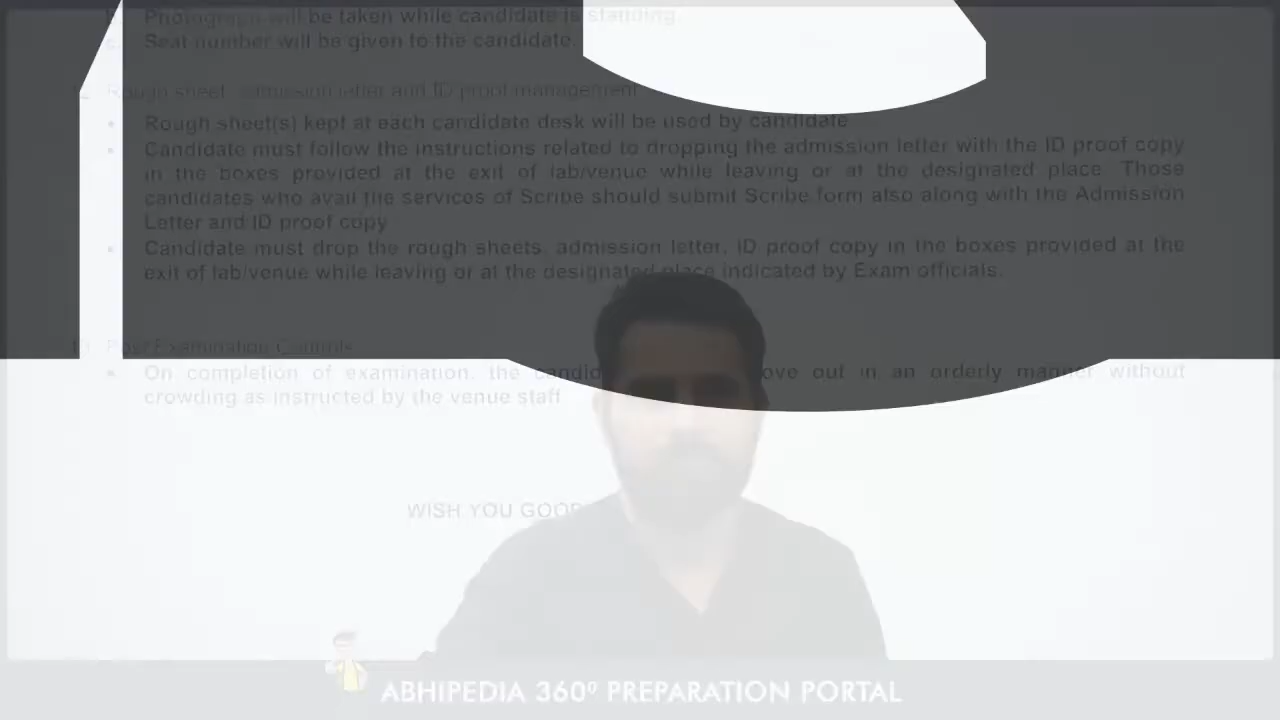 Photograph will be taken while candidate is standing.
c. Seat number will be given to the candidate.
Rough sheet, admission letter and ID proof management
• Rough sheet(s) kept at each candidate desk will be used by candidate
• Candidate must follow the instructions related to dropping the admission letter with the ID proof copy
in the boxes provided at the exit of lab/venue while leaving or at the designated place. Those
candidates who avail the services of Scribe should submit Scribe form also along with the Admission
Letter and ID proof copy
• Candidate must drop the rough sheets, admission letter, ID proof copy in the boxes provided at the
exit of lab/venue while leaving or at the designated place indicated by Exam officials.
Post Examination Controls
• On completion of examination, the in an orderly manner without
crowding as instructed by the venue staff
WISH YOU GOOD
ABHIPEDIA 360º PREPARATION PORTAL